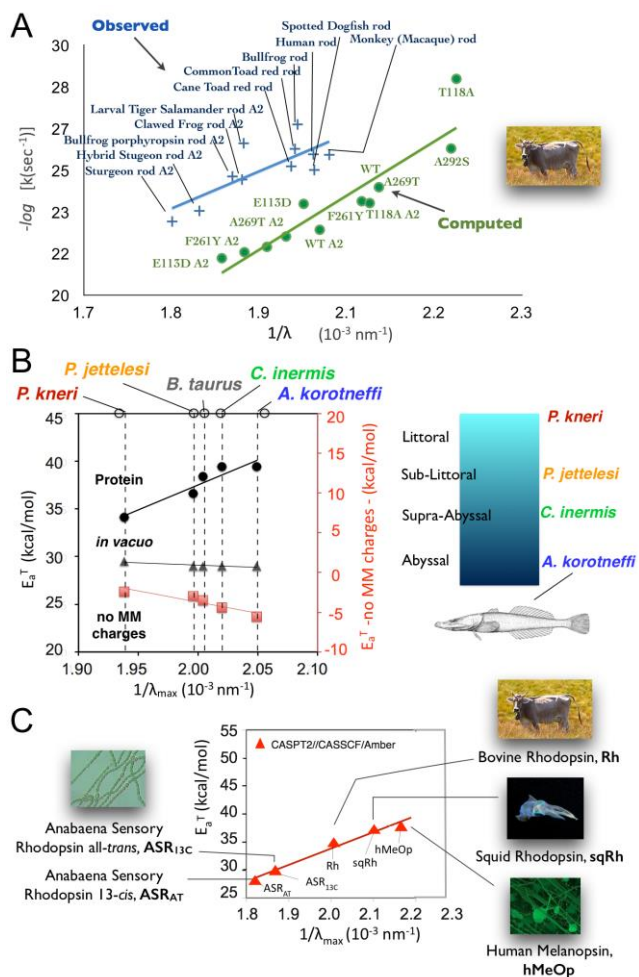 A
Observed
Spotted Dogfish rod
Human rod
Monkey (Macaque) rod
Bullfrog rod
CommonToad red rod
Cane Toad red rod
Larval Tiger Salamander rod A2
Clawed Frog rod A2
Bullfrog porphyropsin rod A2
Hybrid Stugeon rod A2
Sturgeon rod A2
T118A
A292S
WT
A269T
E113D
A269T A2
F261Y
T118A A2
F261Y A2
WT A2
E113D A2
Computed
-log [k(sec⁻¹)]
30
28
27
25
23
22
20
1.7 1.8 1.9 2.0 2.1 2.2 2.3
1/λ (10⁻³ nm⁻¹)
B
P. jettelesi
B. taurus
C. inermis
P. kneri
A. korotneffi
45
40
35
30
25
20
EₐT (kcal/mol)
Protein
in vacuo
no MM
charges
20
15
10
5
0
-5
-10
EₐT -no MM charges - (kcal/mol)
1.90 1.95 2.00 2.05 2.10
1/λmax (10⁻³ nm⁻¹)
P. kneri
Littoral
Sub-Littoral
P. jettelesi
Supra-Abyssal
C. inermis
Abyssal
A. korotneffi
C
55
50
45
40
35
30
25
EₐT (kcal/mol)
CASPT2//CASSCF/Amber
ASRAT
ASR13C
Rh
sqRh
hMeOp
1.8 1.9 2.0 2.1 2.2 2.3
1/λmax (10⁻³ nm⁻¹)
Anabaena Sensory
Rhodopsin all-trans, ASR13C
Anabaena Sensory
Rhodopsin 13-cis, ASRAT
Bovine Rhodopsin, Rh
Squid Rhodopsin, sqRh
Human Melanopsin,
hMeOp